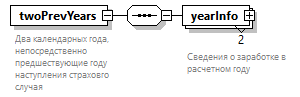 twoPrevYears
yearInfo
2
Два календарных года,
непосредственно
предшествующие году
наступления страхового
случая
Сведения о заработке в
расчетном году